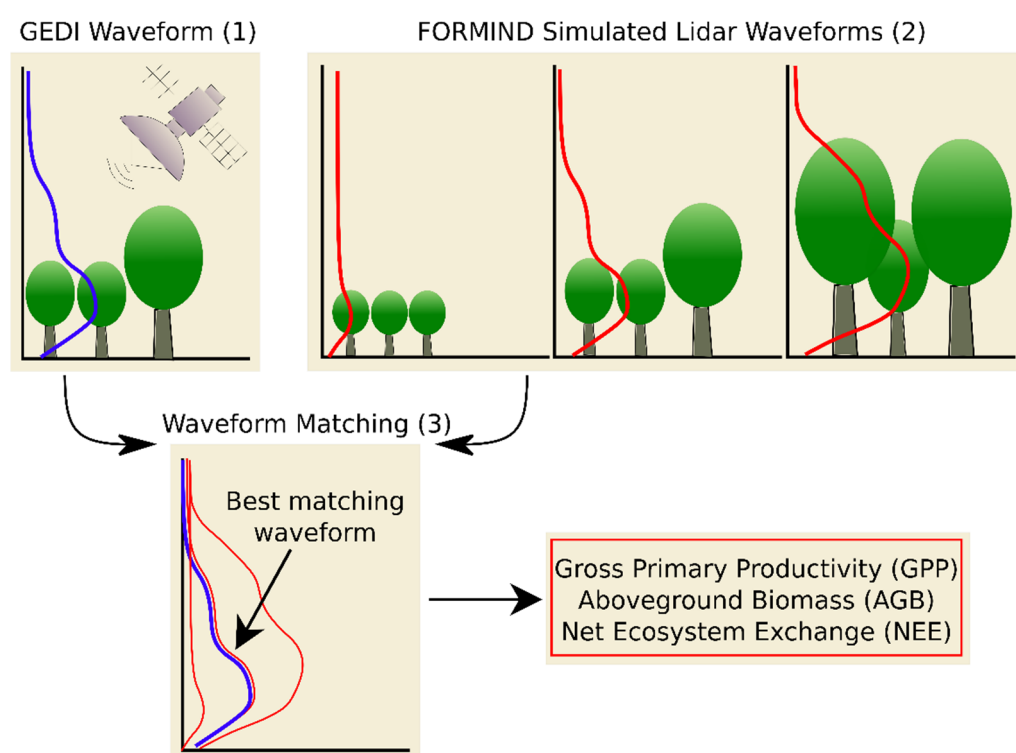 GEDI Waveform (1)
FORMIND Simulated Lidar Waveforms (2)
Waveform Matching (3)
Best matching
waveform
Gross Primary Productivity (GPP)
Aboveground Biomass (AGB)
Net Ecosystem Exchange (NEE)